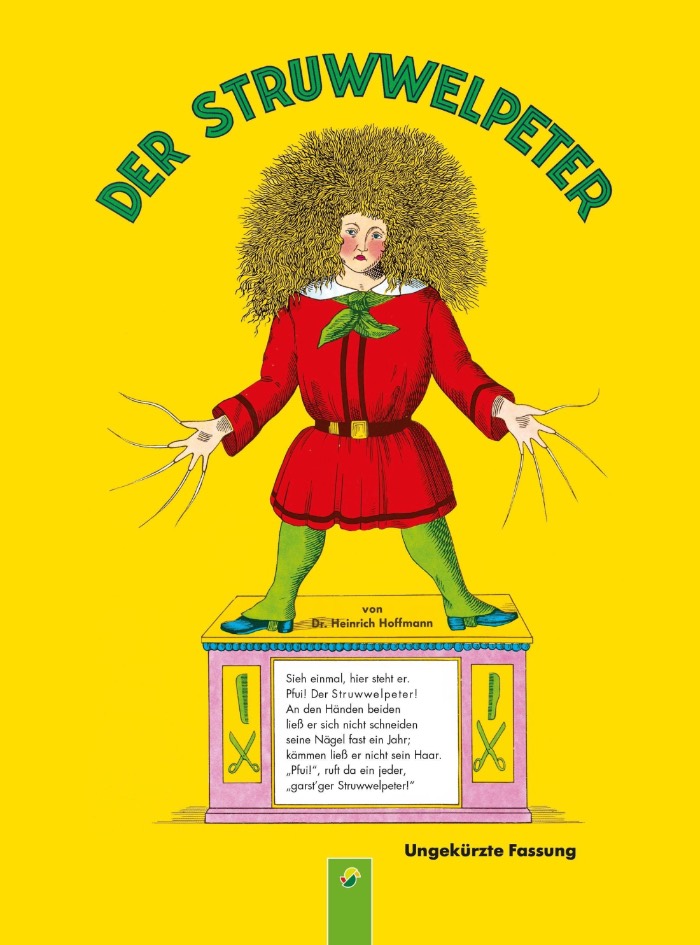 DER STRUWWELPETER
von
Dr. Heinrich Hoffmann
Sieh einmal, hier steht er.
Pfui! Der Struwwelpeter!
An den Händen beiden
ließ er sich nicht schneiden
seine Nägel fast ein Jahr;
kämmen ließ er nicht sein Haar.
„Pfui!“, ruft da ein jeder,
„garst’ger Struwwelpeter!“
Ungekürzte Fassung